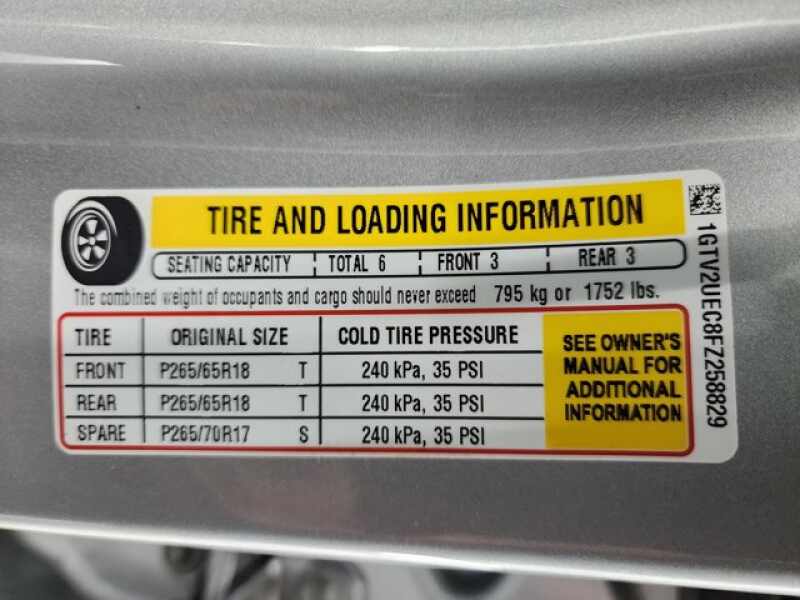 TIRE AND LOADING INFORMATION
SEATING CAPACITY TOTAL 6 FRONT 3 REAR 3
The combined weight of occupants and cargo should never exceed 795 kg or 1752 lbs.
TIRE ORIGINAL SIZE COLD TIRE PRESSURE
FRONT P265/65R18 T 240 kPa, 35 PSI
REAR P265/65R18 T 240 kPa, 35 PSI
SPARE P265/70R17 S 240 kPa, 35 PSI
SEE OWNER'S
MANUAL FOR
ADDITIONAL
INFORMATION
1GTV2UEC8FZ258829